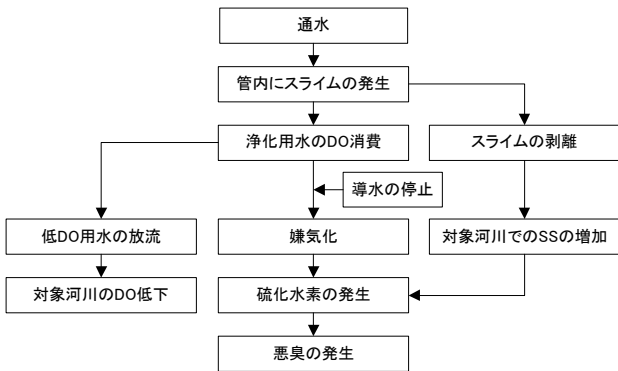 通水
管内にスライムの発生
浄化用水のDO消費
スライムの剥離
導水の停止
低DO用水の放流
嫌気化
対象河川でのSSの増加
対象河川のDO低下
硫化水素の発生
悪臭の発生